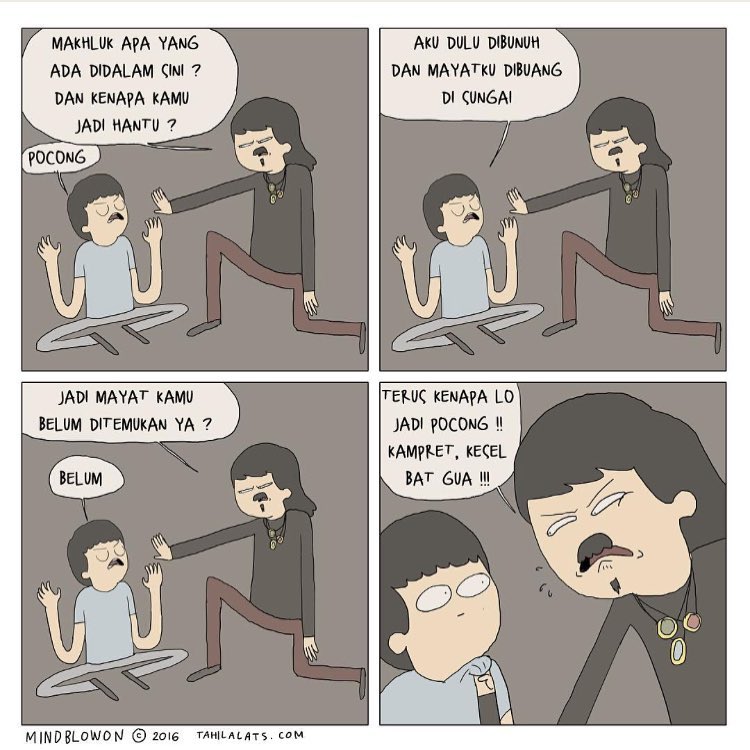 MAKHLUK APA YANG
ADA DIDALAM SINI ?
DAN KENAPA KAMU
JADI HANTU ?
POCONG
AKU DULU DIBUNUH
DAN MAYATKU DIBUANG
DI SUNGAI
JADI MAYAT KAMU
BELUM DITEMUKAN YA ?
BELUM
TERUS KENAPA LO
JADI POCONG !!
KAMPRET, KESEL
BAT GUA !!!
MINDBLOWON © 2016 TAHILALATS.COM